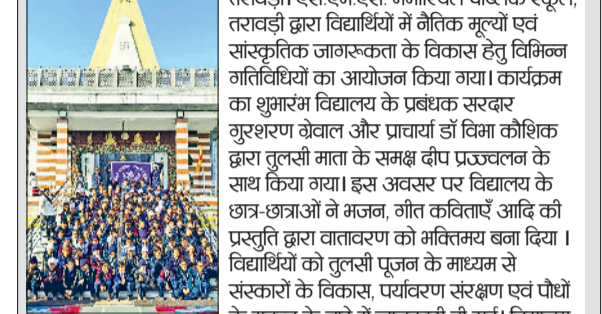 तरावड़ी द्वारा विद्यार्थियों में नैतिक मूल्यों एवं
सांस्कृतिक जागरूकता के विकास हेतु विभिन्न
गतिविधियों का आयोजन किया गया। कार्यक्रम
का शुभारंभ विद्यालय के प्रबंधक सरदार
गुरशरण ग्रेवाल और प्राचार्या डॉ विभा कौशिक
द्वारा तुलसी माता के समक्ष दीप प्रज्ज्वलन के
साथ किया गया। इस अवसर पर विद्यालय के
छात्र-छात्राओं ने भजन, गीत कविताएँ आदि की
प्रस्तुति द्वारा वातावरण को भक्तिमय बना दिया ।
विद्यार्थियों को तुलसी पूजन के माध्यम से
संस्कारों के विकास, पर्यावरण संरक्षण एवं पौधों